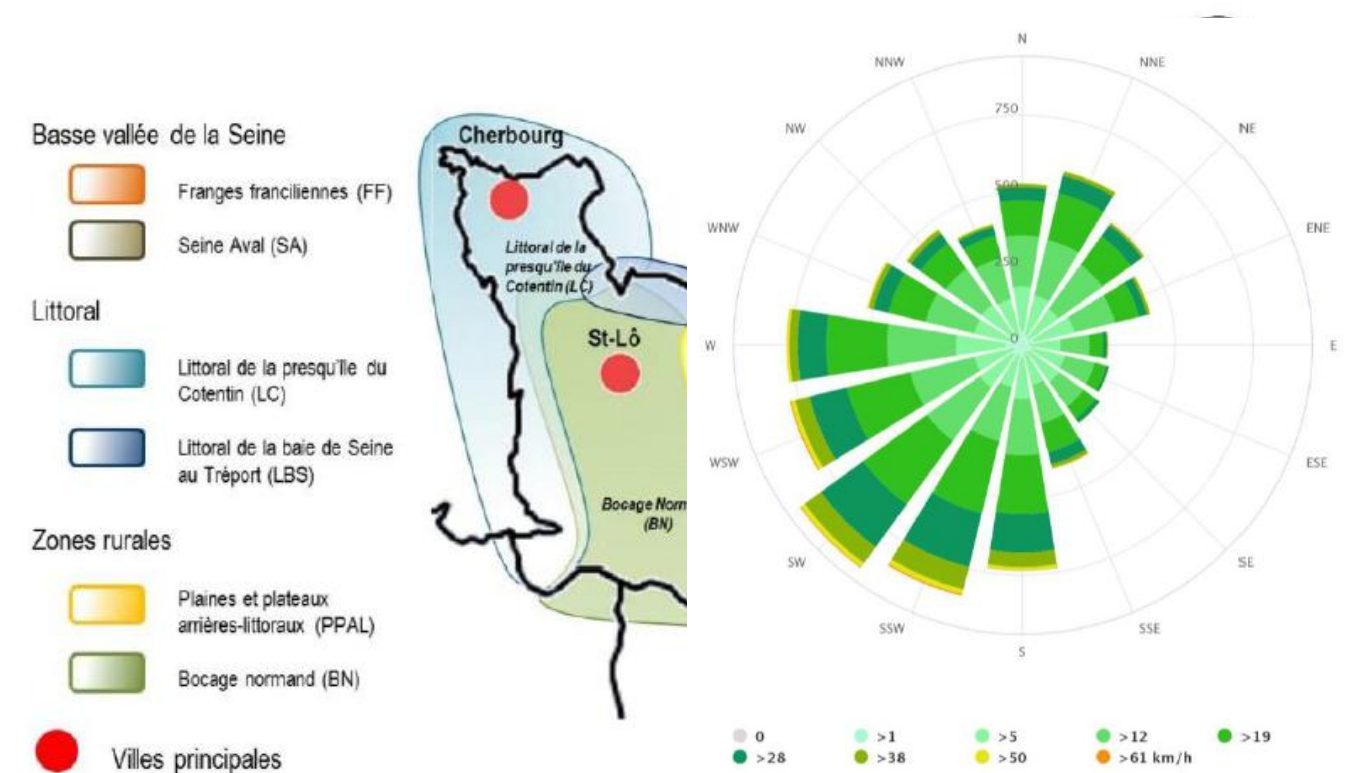 Basse vallée de la Seine
Franges franciliennes (FF)
Seine Aval (SA)
Littoral
Littoral de la presqu'île du
Cotentin (LC)
Littoral de la baie de Seine
au Tréport (LBS)
Zones rurales
Plaines et plateaux
arrières-littoraux (PPAL)
Bocage normand (BN)
Villes principales
Cherbourg
Littoral de la
presqu'île du
Cotentin (LC)
St-Lô
Bocage Norm
(BN)
N
NNE
NE
ENE
E
ESE
SE
SSE
S
SSW
SW
WSW
W
WNW
NW
NNW
750
500
250
0
0 >1 >5 >12 >19
>28 >38 >50 >61 km/h